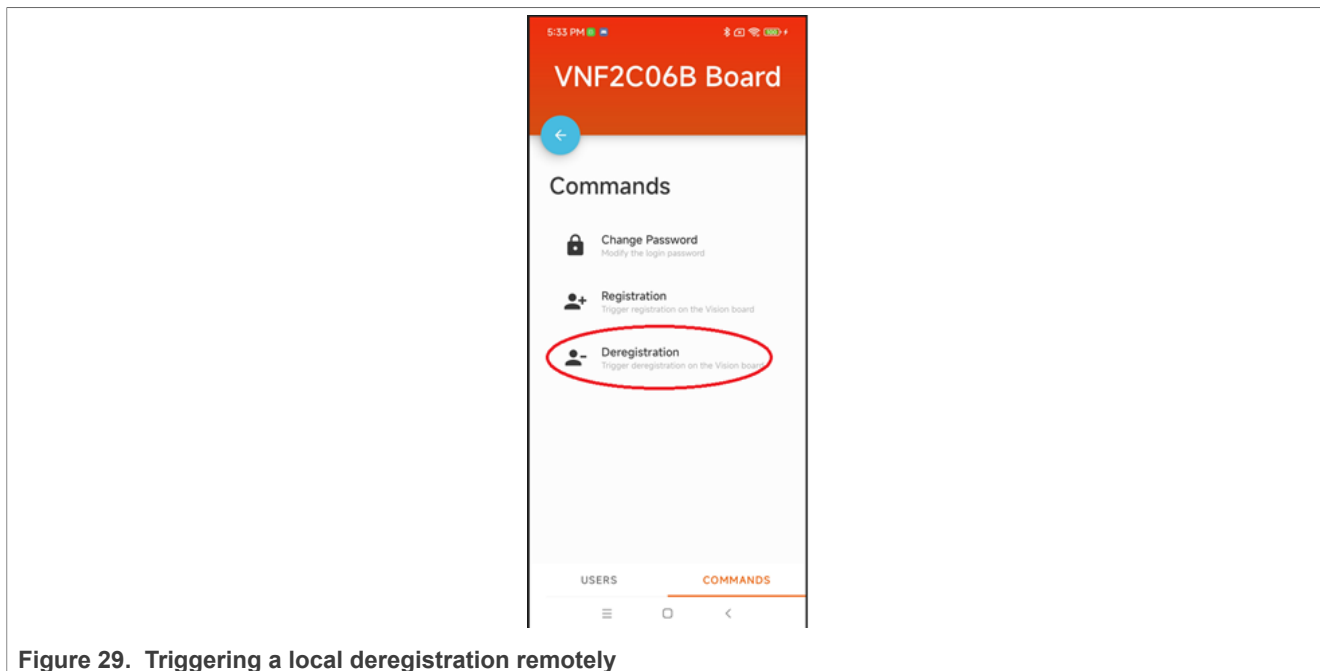 5:33 PM
VNF2C06B Board
Commands
Change Password
Modify the login password
Registration
Trigger registration on the Vision board
Deregistration
Trigger deregistration on the Vision board
USERS COMMANDS
Figure 29. Triggering a local deregistration remotely